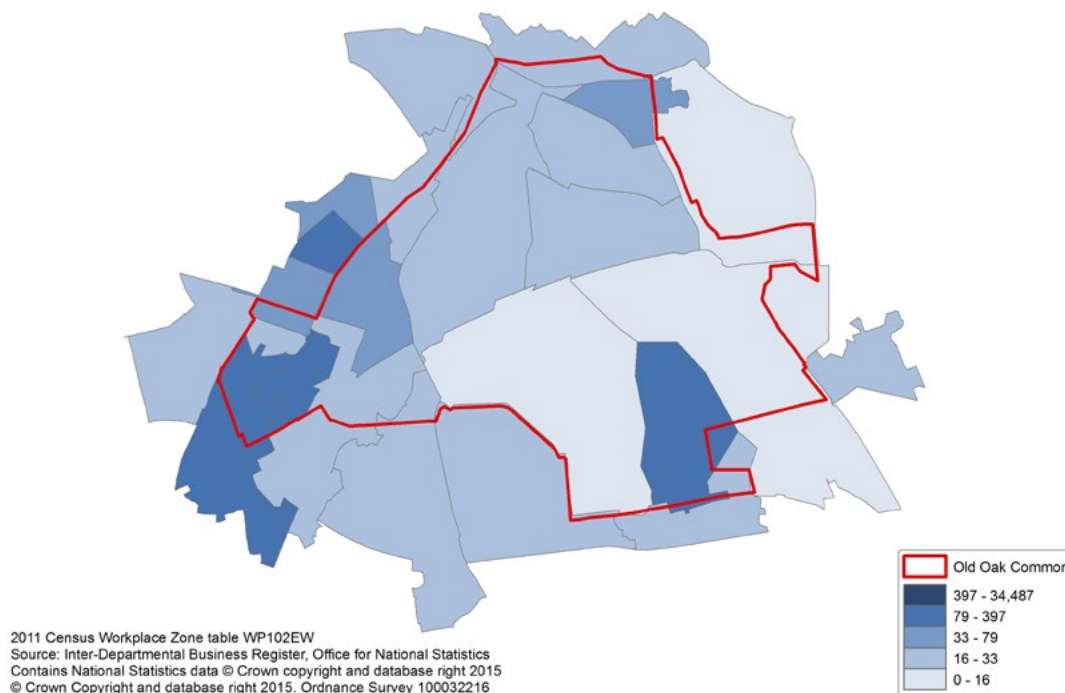 Old Oak Common
397 - 34,487
79 - 397
33 - 79
16 - 33
0 - 16
2011 Census Workplace Zone table WP102EW
Source: Inter-Departmental Business Register, Office for National Statistics
Contains National Statistics data © Crown copyright and database right 2015
© Crown Copyright and database right 2015. Ordnance Survey 100032216